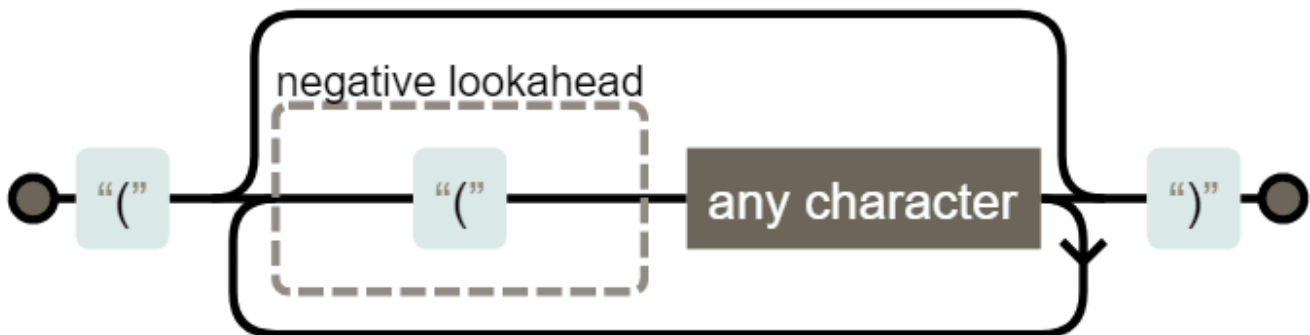 negative lookahead
“(” “(” any character “)”